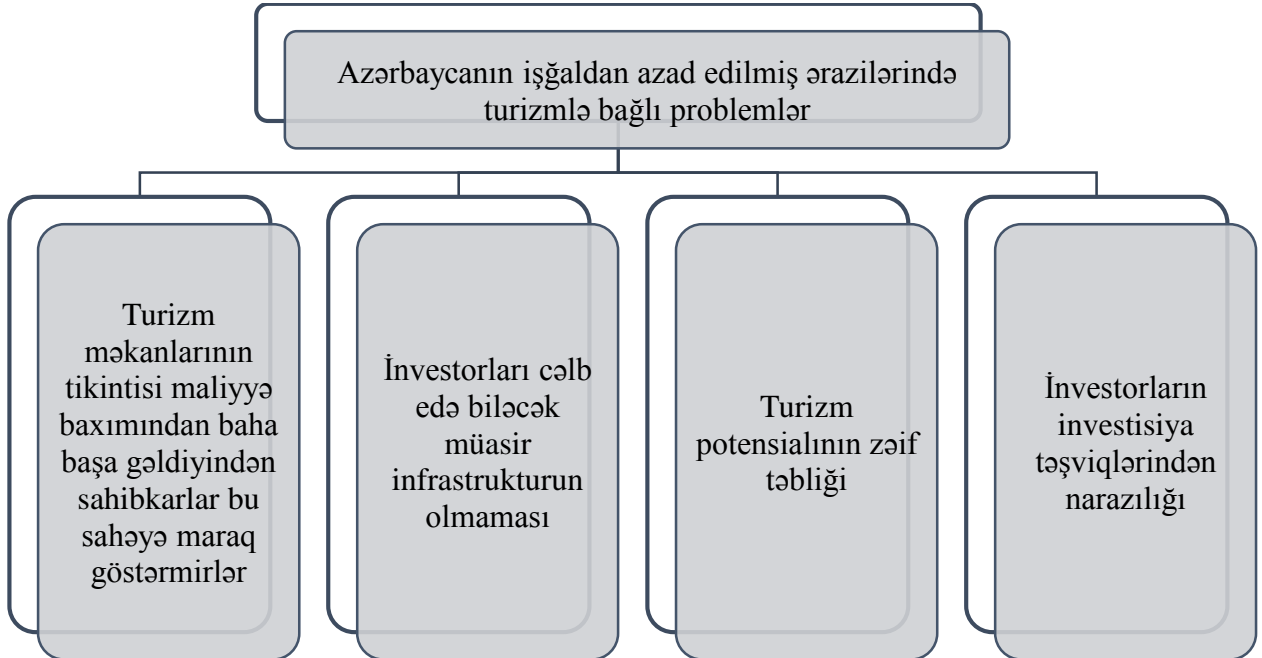 Azərbaycanın işğaldan azad edilmiş ərazilərində
turizmlə bağlı problemlər
Turizm
məkanlarının
tikintisi maliyyə
baxımından baha
başa gəldiyindən
sahibkarlar bu
sahəyə maraq
göstərmirlər
İnvestorları cəlb
edə biləcək
müasir
infrastrukturun
olmaması
Turizm
potensialının zəif
təbliği
İnvestorların
investisiya
təşviqlərindən
narazılığı